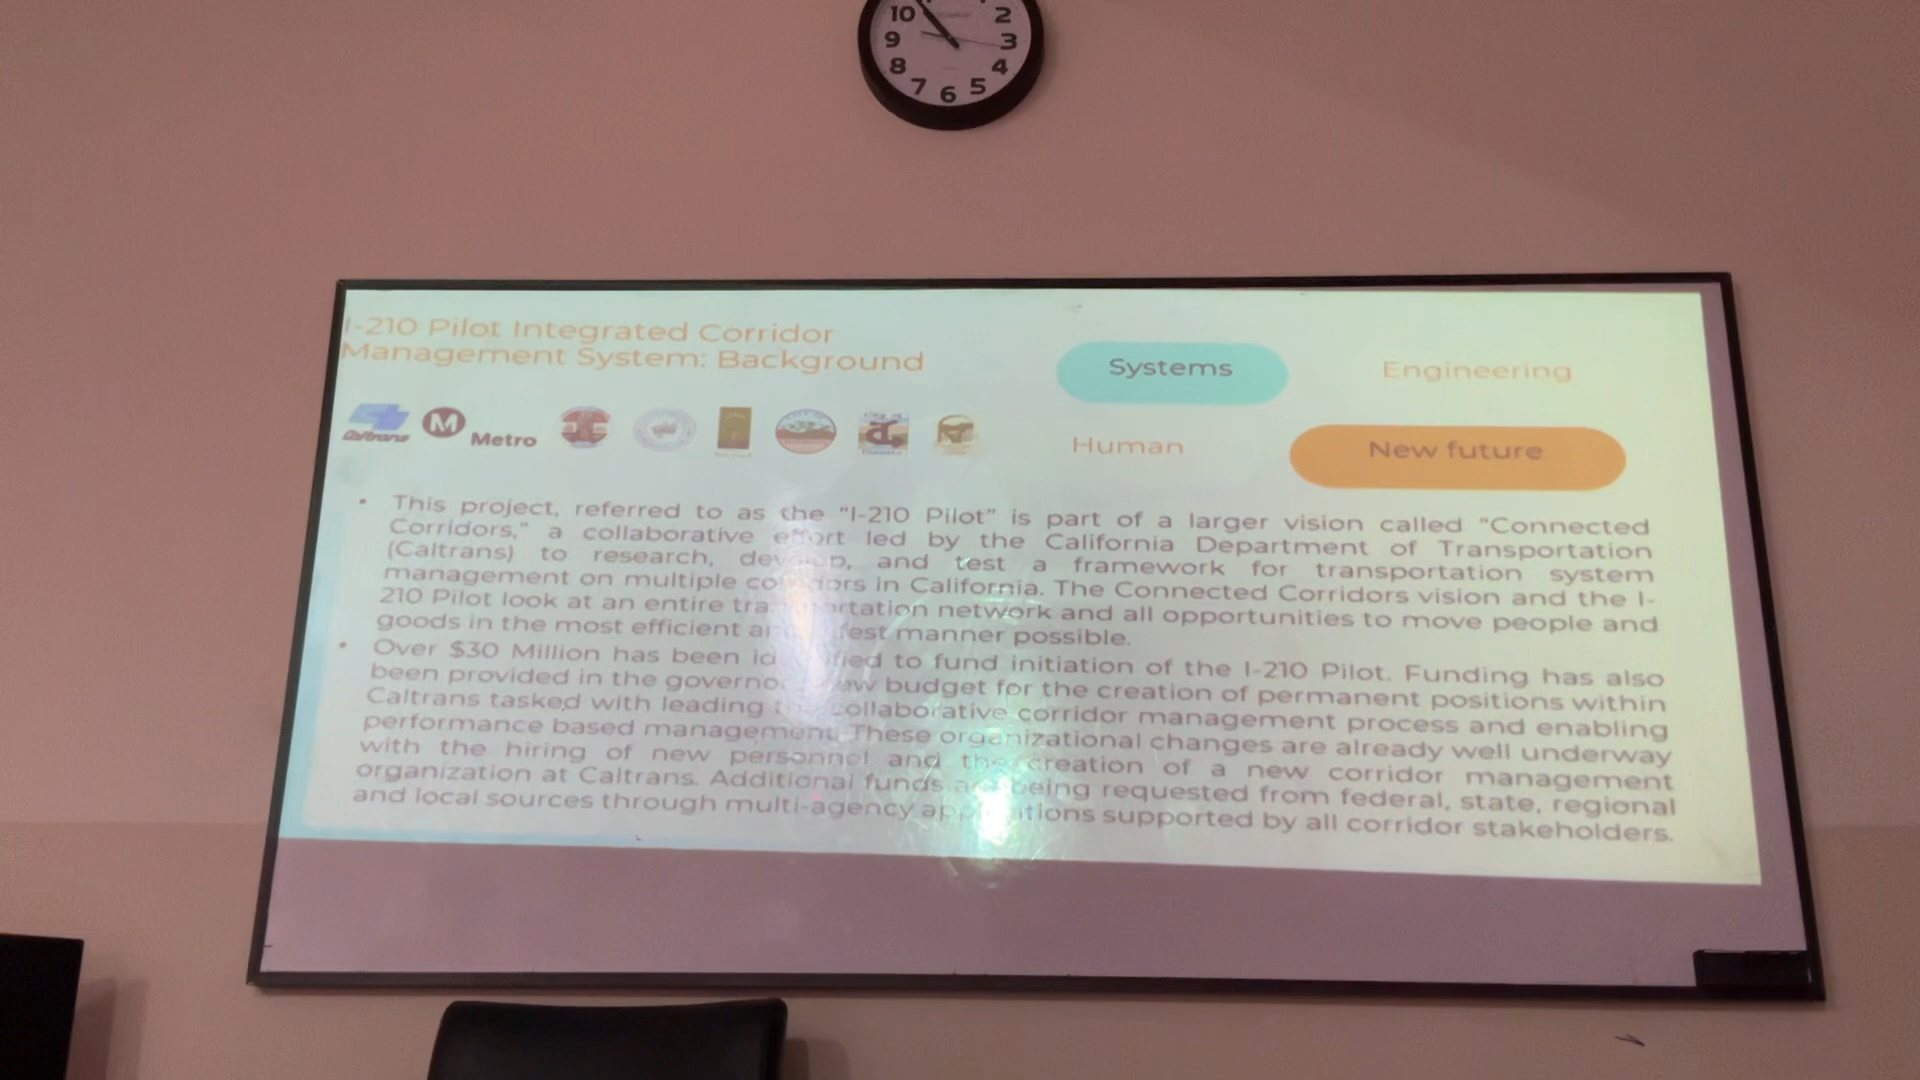 10
2
9
3
8
4
7
6
5
I-210 Pilot Integrated Corridor
Management System: Background
Systems
Engineering
Caltrans
M
Metro
Human
New future
• This project, referred to as the "I-210 Pilot" is part of a larger vision called "Connected
Corridors," a collaborative effort led by the California Department of Transportation
(Caltrans) to research, develop, and test a framework for transportation system
management on multiple corridors in California. The Connected Corridors vision and the I-
210 Pilot look at an entire transportation network and all opportunities to move people and
goods in the most efficient manner possible.
• Over $30 Million has been identified to fund initiation of the I-210 Pilot. Funding has also
been provided in the budget for the creation of permanent positions within
Caltrans tasked with leading collaborative corridor management process and enabling
performance based management. These organizational changes are already well underway
with the hiring of new personnel and the creation of a new corridor management
organization at Caltrans. Additional funds are being requested from federal, state, regional
and local sources through multi-agency applications supported by all corridor stakeholders.